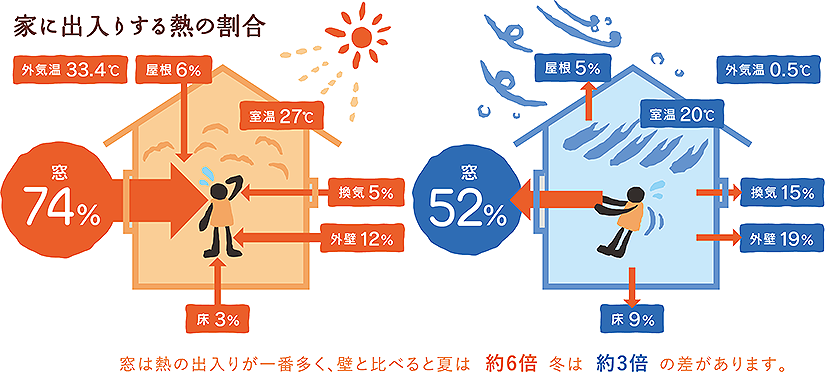 家に出入りする熱の割合
外気温 33.4℃
屋根 6%
室温 27℃
窓
74%
換気 5%
外壁 12%
床 3%
屋根 5%
外気温 0.5℃
室温 20℃
窓
52%
換気 15%
外壁 19%
床 9%
窓は熱の出入りが一番多く、壁と比べると夏は 約6倍 冬は 約3倍 の差があります。